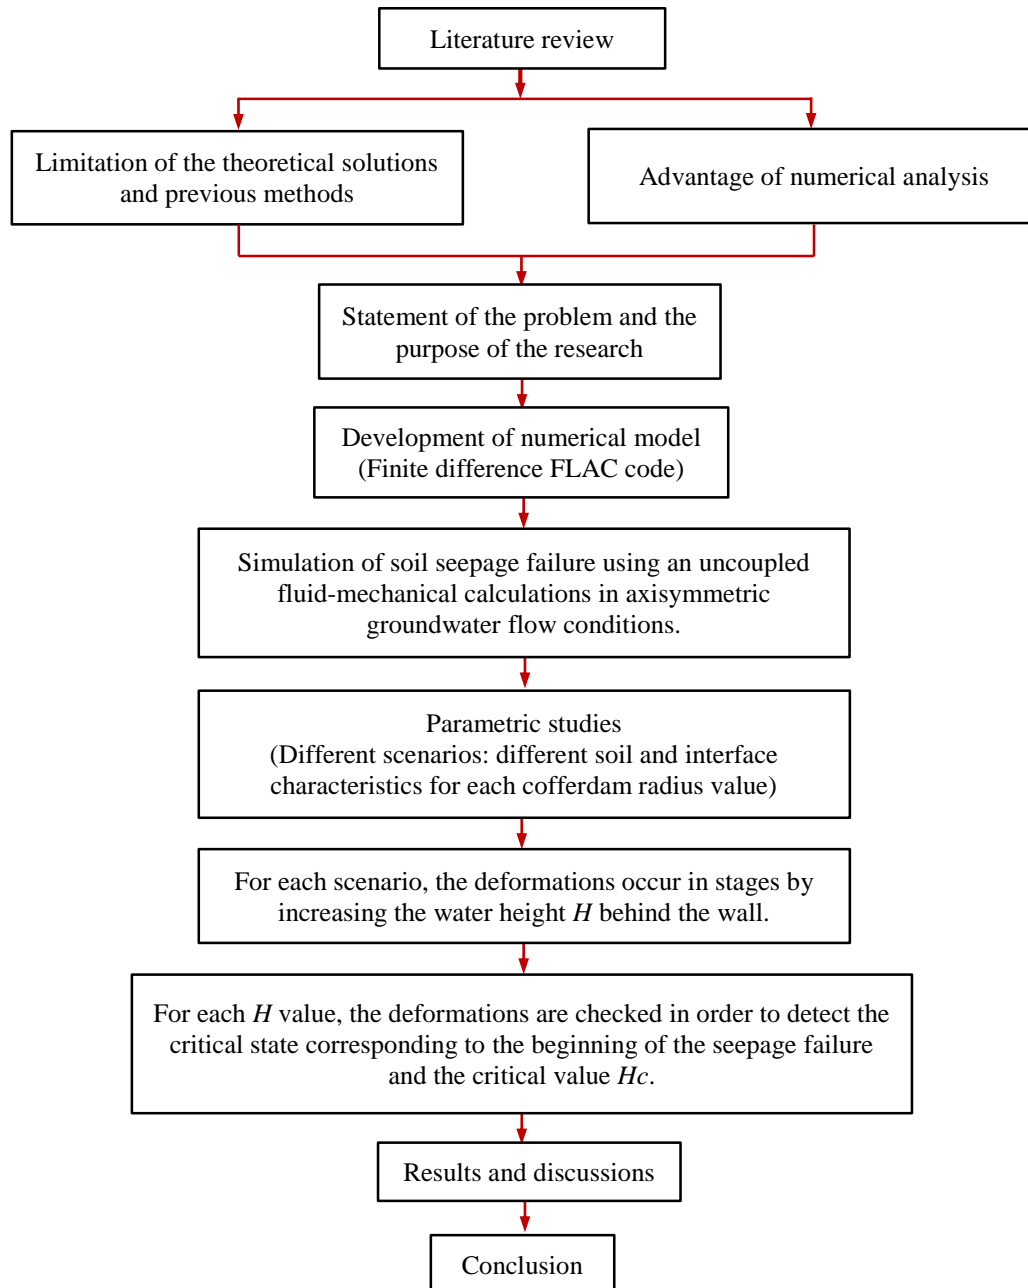 Literature review
Limitation of the theoretical solutions
and previous methods
Advantage of numerical analysis
Statement of the problem and the
purpose of the research
Development of numerical model
(Finite difference FLAC code)
Simulation of soil seepage failure using an uncoupled
fluid-mechanical calculations in axisymmetric
groundwater flow conditions.
Parametric studies
(Different scenarios: different soil and interface
characteristics for each cofferdam radius value)
For each scenario, the deformations occur in stages by
increasing the water height H behind the wall.
For each H value, the deformations are checked in order to detect the
critical state corresponding to the beginning of the seepage failure
and the critical value Hc.
Results and discussions
Conclusion